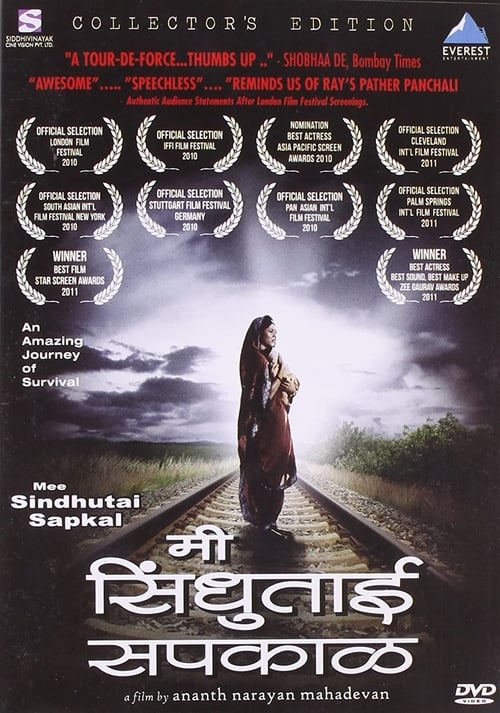 S
SIDDHIVINAYAK
CINE VISION PVT. LTD.
COLLECTOR'S EDITION
EVEREST
ENTERTAINMENT
"A TOUR-DE-FORCE...THUMBS UP .." - SHOBHAA DE, Bombay Times
"AWESOME"..... "SPEECHLESS".... "REMINDS US OF RAY'S PATHER PANCHALI
- Authentic Audience Statements After London Film Festival Screenings.
OFFICIAL SELECTION
LONDON FILM
FESTIVAL
2010
OFFICIAL SELECTION
IFFI FILM FESTIVAL
2010
NOMINATION
BEST ACTRESS
ASIA PACIFIC SCREEN
AWARDS 2010
OFFICIAL SELECTION
CLEVELAND
INT'L FILM FESTIVAL
2011
OFFICIAL SELECTION
SOUTH ASIAN INT'L
FILM FESTIVAL NEW YORK
2010
OFFICIAL SELECTION
STUTTGART FILM FESTIVAL
GERMANY
2010
OFFICIAL SELECTION
PAN ASIAN INT'L
FILM FESTIVAL
2010
OFFICIAL SELECTION
PALM SPRINGS
INT'L FILM FESTIVAL
2011
WINNER
BEST FILM
STAR SCREEN AWARDS
2011
WINNER
BEST ACTRESS
BEST SOUND, BEST MAKE UP
ZEE GAURAV AWARDS
2011
An
Amazing
Journey
of
Survival
Mee
Sindhutai
Sapkal
मी
सिंधुताई
सपकाळ
a film by ananth narayan mahadevan
DVD
VIDEO